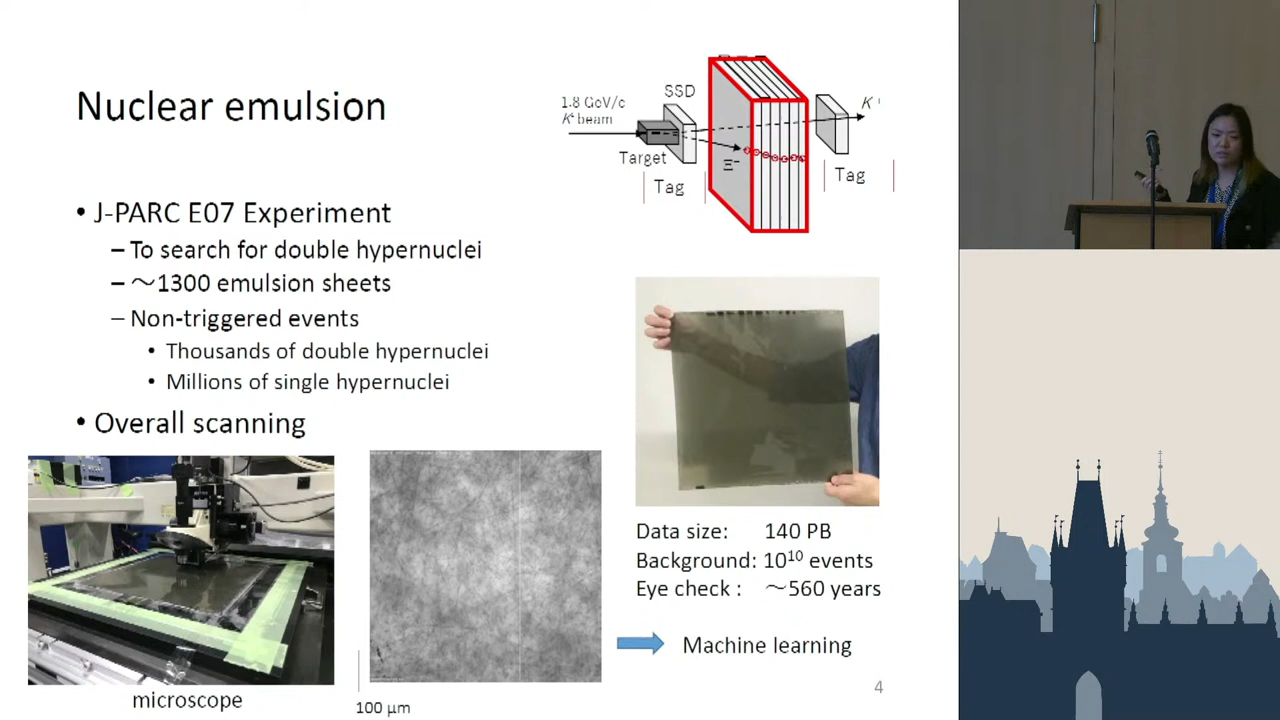 Nuclear emulsion
• J-PARC E07 Experiment
– To search for double hypernuclei
– ～1300 emulsion sheets
– Non-triggered events
• Thousands of double hypernuclei
• Millions of single hypernuclei
• Overall scanning
microscope
100 µm
1.8 GeV/c
beam
SSD
Target
Tag
Ξ⁻
K⁺
Tag
Data size: 140 PB
Background: 10¹⁰ events
Eye check : ～560 years
Machine learning
4